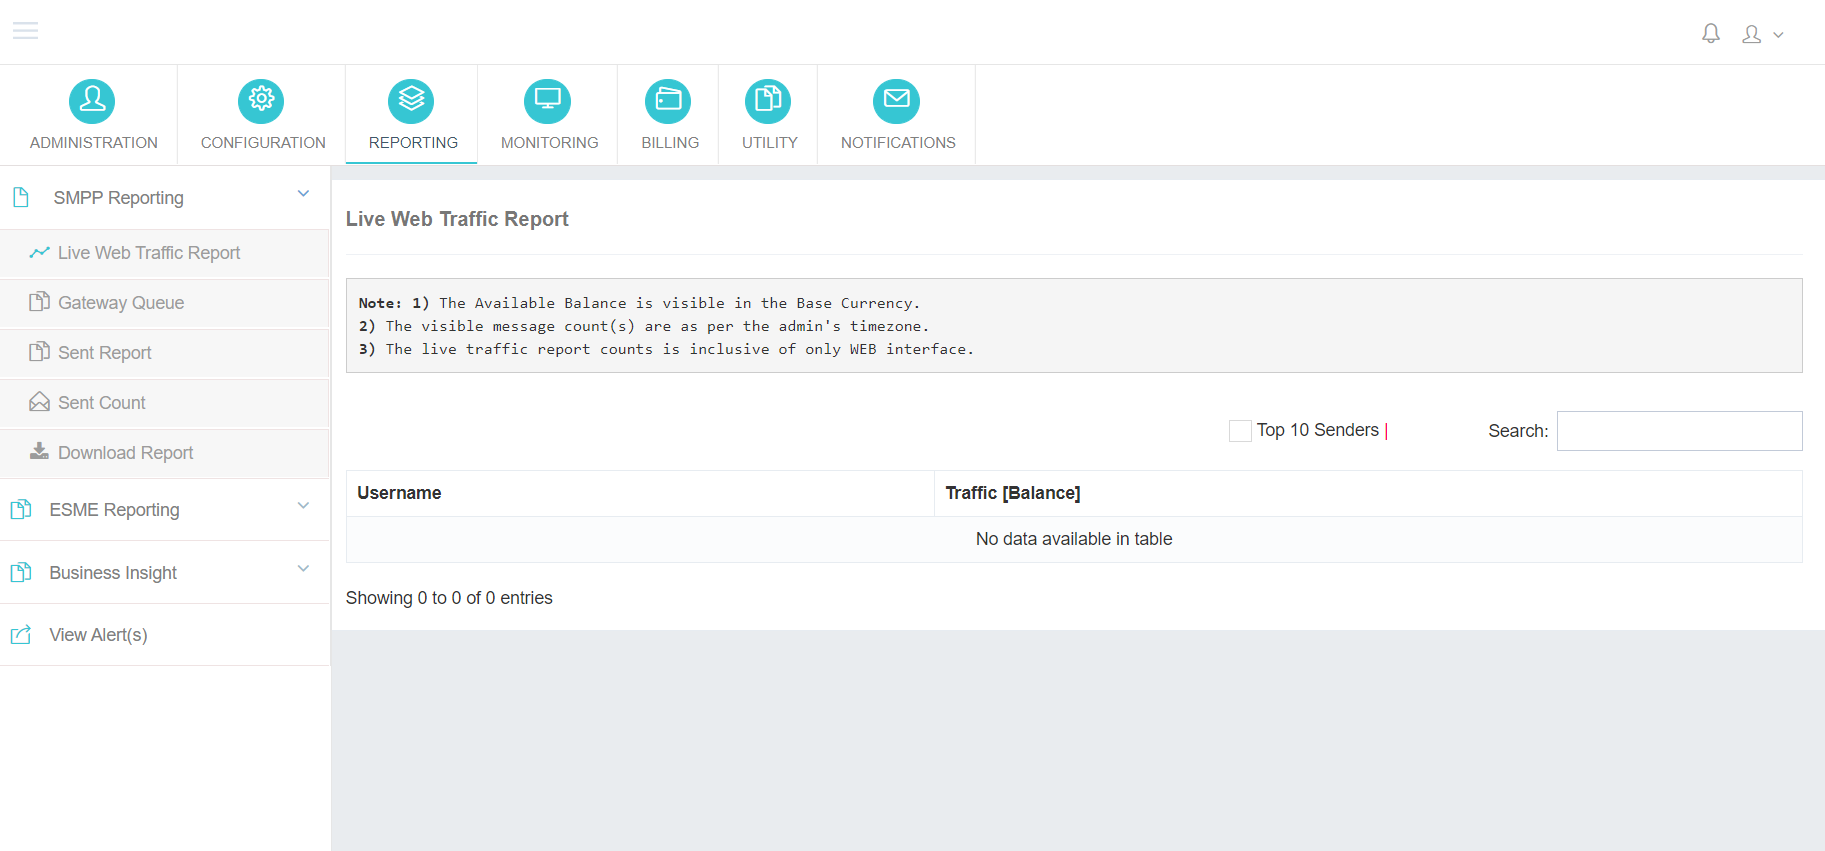 ADMINISTRATION
CONFIGURATION
REPORTING
MONITORING
BILLING
UTILITY
NOTIFICATIONS
SMPP Reporting
Live Web Traffic Report
Gateway Queue
Sent Report
Sent Count
Download Report
ESME Reporting
Business Insight
View Alert(s)
Live Web Traffic Report
Note: 1) The Available Balance is visible in the Base Currency.
2) The visible message count(s) are as per the admin's timezone.
3) The live traffic report counts is inclusive of only WEB interface.
Top 10 Senders |
Search:
Username
Traffic [Balance]
No data available in table
Showing 0 to 0 of 0 entries